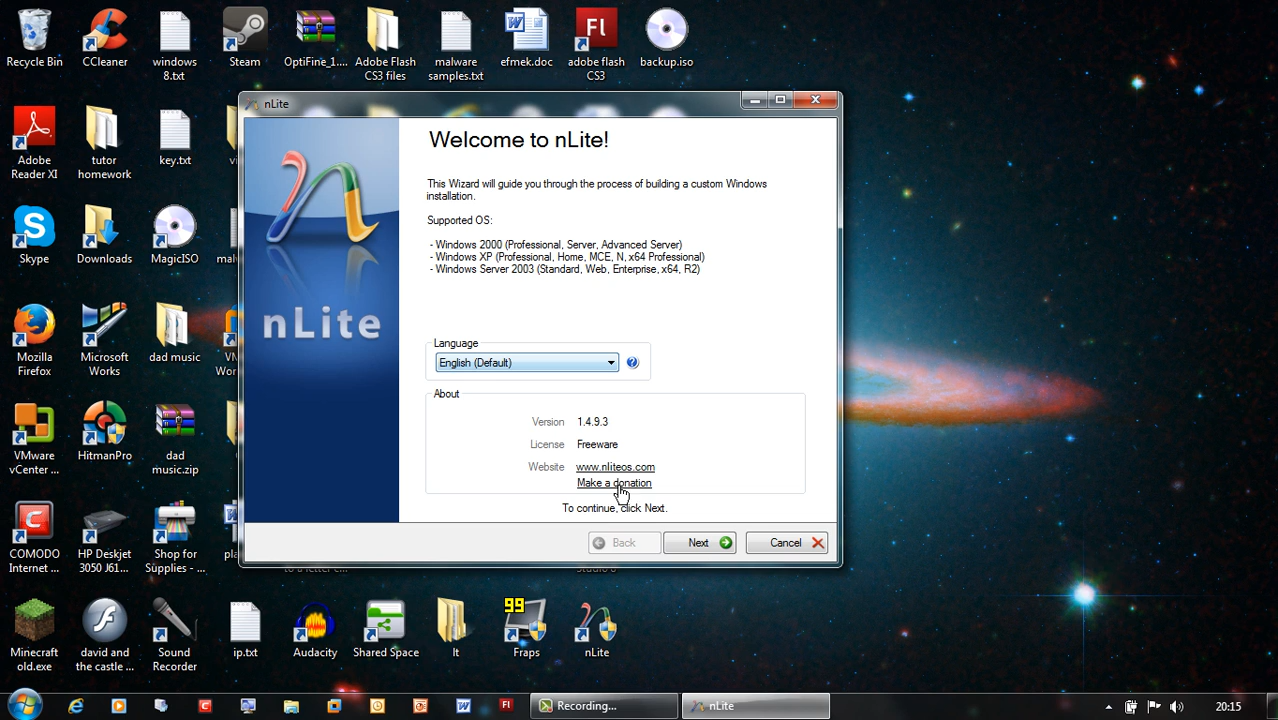 Recycle Bin
CCleaner
windows 8.txt
Steam
OptiFine_1....
Adobe Flash CS3 files
malware samples.txt
efmek.doc
Fl
adobe flash CS3
backup.iso
nLite
Adobe Reader XI
tutor homework
key.txt
Welcome to nLite!
This Wizard will guide you through the process of building a custom Windows
installation.
Supported OS:
- Windows 2000 (Professional, Server, Advanced Server)
- Windows XP (Professional, Home, MCE, N, x64 Professional)
- Windows Server 2003 (Standard, Web, Enterprise, x64, R2)
Skype
Downloads
MagicISO
nLite
Mozilla Firefox
Microsoft Works
dad music
Language
English (Default)
About
Version 1.4.9.3
License Freeware
Website www.nliteos.com
Make a donation
To continue, click Next.
VMware vCenter ...
HitmanPro
dad music.zip
Back
Next
Cancel
COMODO Internet ...
HP Deskjet 3050 J61...
Shop for Supplies - ...
Minecraft old.exe
david and the castle ...
Sound Recorder
ip.txt
Audacity
Shared Space
It
99
Fraps
nLite
Fl
Recording...
nLite
20:15